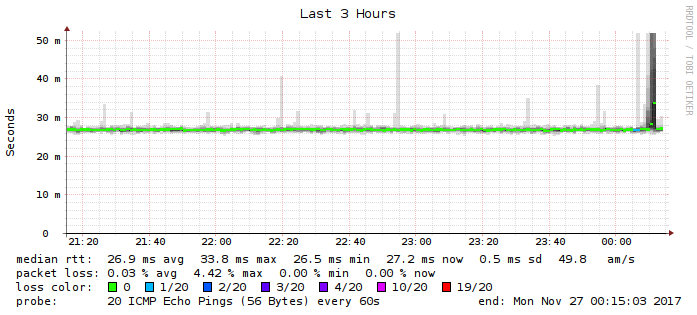 Last 3 Hours
RRDTOOL / TOBI OETIKER
Seconds
50 m
40 m
30 m
20 m
10 m
0
21:20 21:40 22:00 22:20 22:40 23:00 23:20 23:40 00:00
median rtt: 26.9 ms avg 33.8 ms max 26.5 ms min 27.2 ms now 0.5 ms sd 49.8 am/s
packet loss: 0.03 % avg 4.42 % max 0.00 % min 0.00 % now
loss color: 0 1/20 2/20 3/20 4/20 10/20 19/20
probe: 20 ICMP Echo Pings (56 Bytes) every 60s end: Mon Nov 27 00:15:03 2017